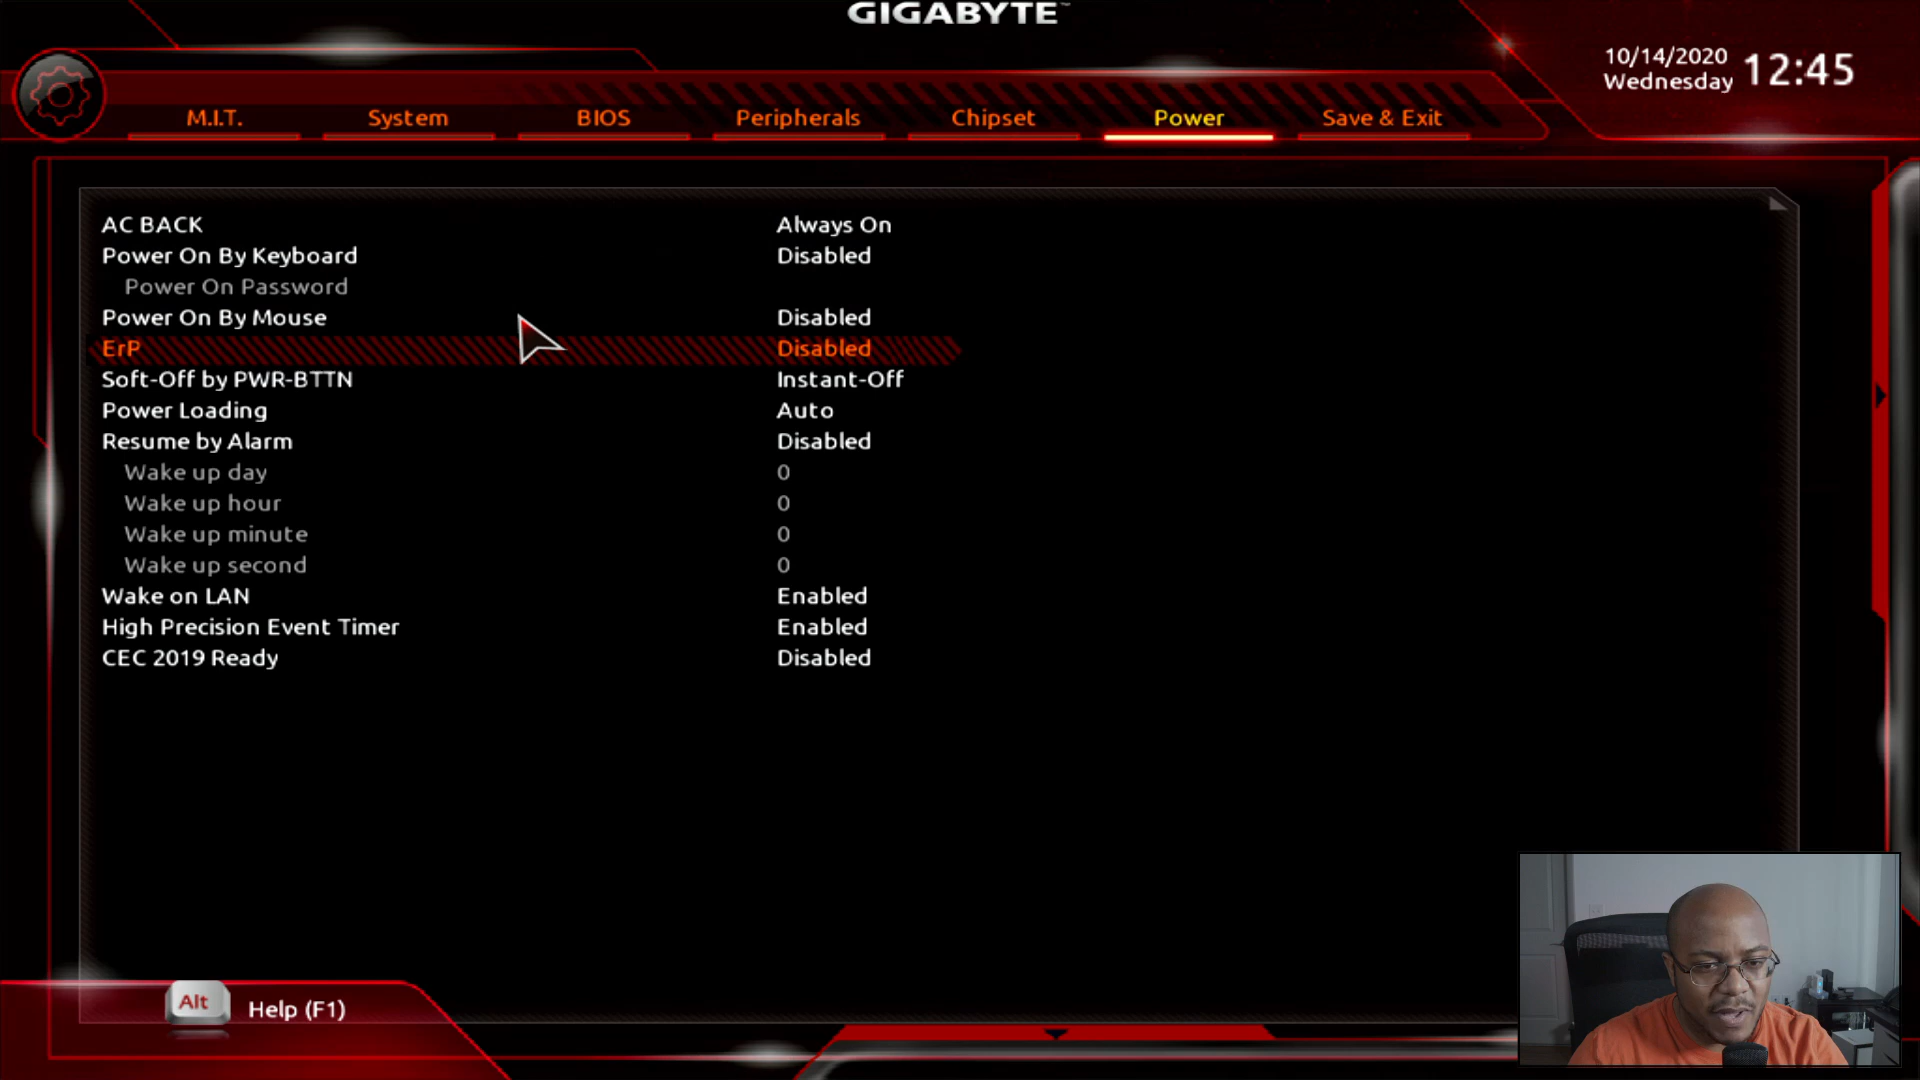 GIGABYTE™
10/14/2020
Wednesday
12:45
M.I.T.
System
BIOS
Peripherals
Chipset
Power
Save & Exit
AC BACK Always On
Power On By Keyboard Disabled
Power On Password
Power On By Mouse Disabled
ErP Disabled
Soft-Off by PWR-BTTN Instant-Off
Power Loading Auto
Resume by Alarm Disabled
Wake up day 0
Wake up hour 0
Wake up minute 0
Wake up second 0
Wake on LAN Enabled
High Precision Event Timer Enabled
CEC 2019 Ready Disabled
Alt Help (F1)